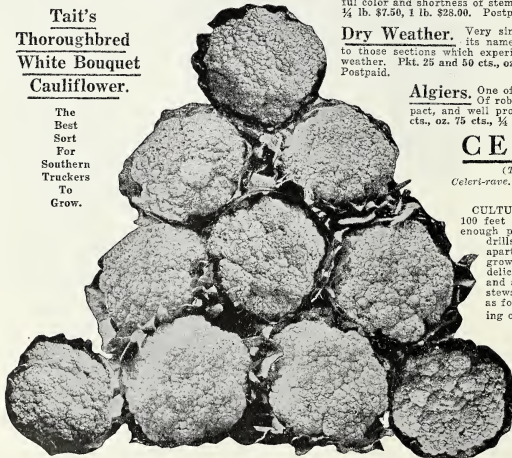 Tait's
Thoroughbred
White Bouquet
Cauliflower.
The
Best
Sort
For
Southern
Truckers
To
Grow.
ful color and shortness of stem
¼ lb. $7.50, 1 lb. $28.00. Postp
Dry Weather. Very sin
its name
to those sections which experi
weather. Pkt. 25 and 50 cts., oz
Postpaid.
Algiers. One of
Of rob
pact, and well pro
cts., oz. 75 cts., ¼
CE
(T
Celeri-rave.
CULTU
100 feet
enough p
drills
apart
grow
delic
and a
stews
as fo
ing c